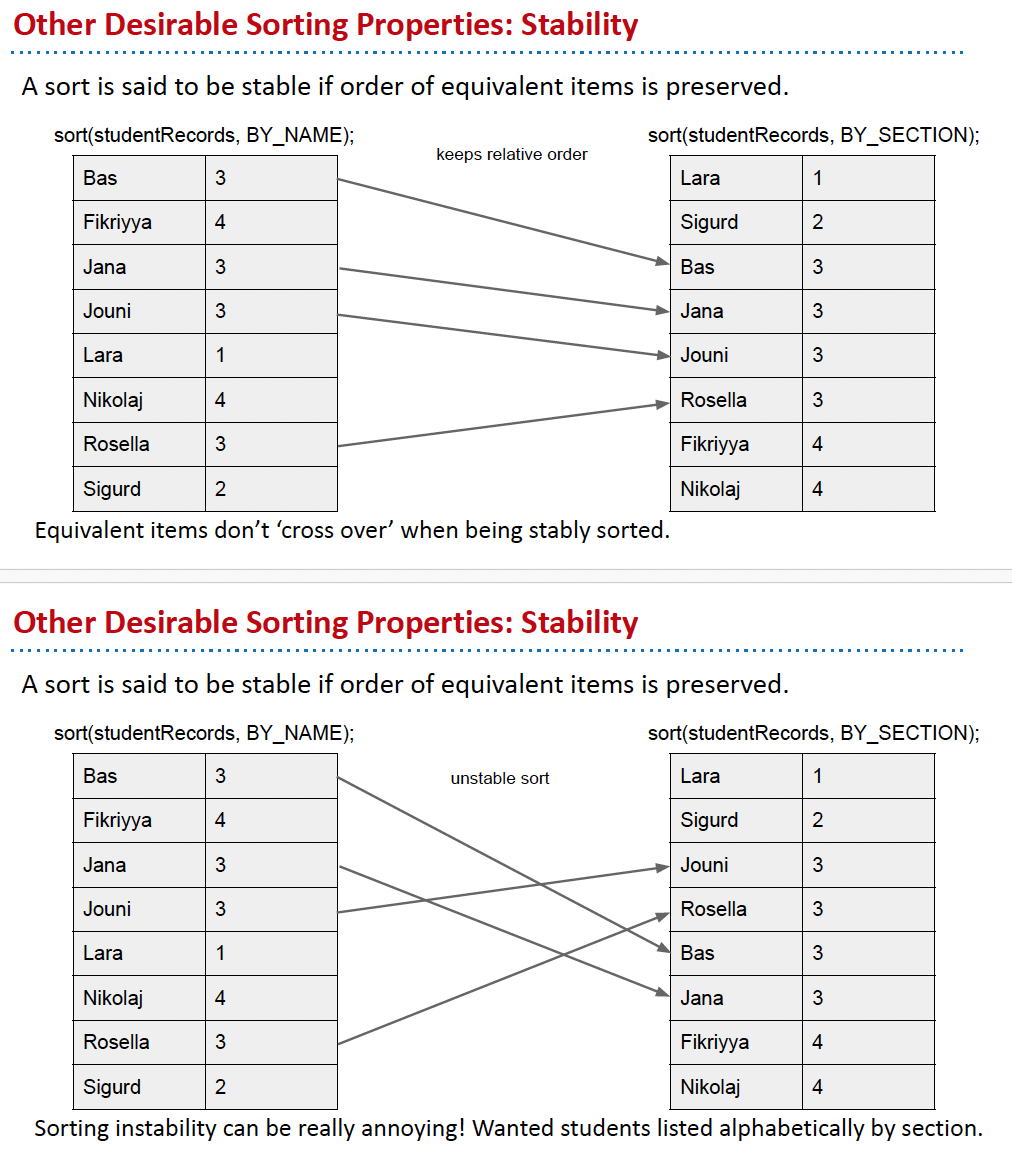 Other Desirable Sorting Properties: Stability
A sort is said to be stable if order of equivalent items is preserved.
sort(studentRecords, BY_NAME);
Bas 3
Fikriyya 4
Jana 3
Jouni 3
Lara 1
Nikolaj 4
Rosella 3
Sigurd 2
keeps relative order
sort(studentRecords, BY_SECTION);
Lara 1
Sigurd 2
Bas 3
Jana 3
Jouni 3
Rosella 3
Fikriyya 4
Nikolaj 4
Equivalent items don’t ‘cross over’ when being stably sorted.
Other Desirable Sorting Properties: Stability
A sort is said to be stable if order of equivalent items is preserved.
sort(studentRecords, BY_NAME);
Bas 3
Fikriyya 4
Jana 3
Jouni 3
Lara 1
Nikolaj 4
Rosella 3
Sigurd 2
unstable sort
sort(studentRecords, BY_SECTION);
Lara 1
Sigurd 2
Jouni 3
Rosella 3
Bas 3
Jana 3
Fikriyya 4
Nikolaj 4
Sorting instability can be really annoying! Wanted students listed alphabetically by section.